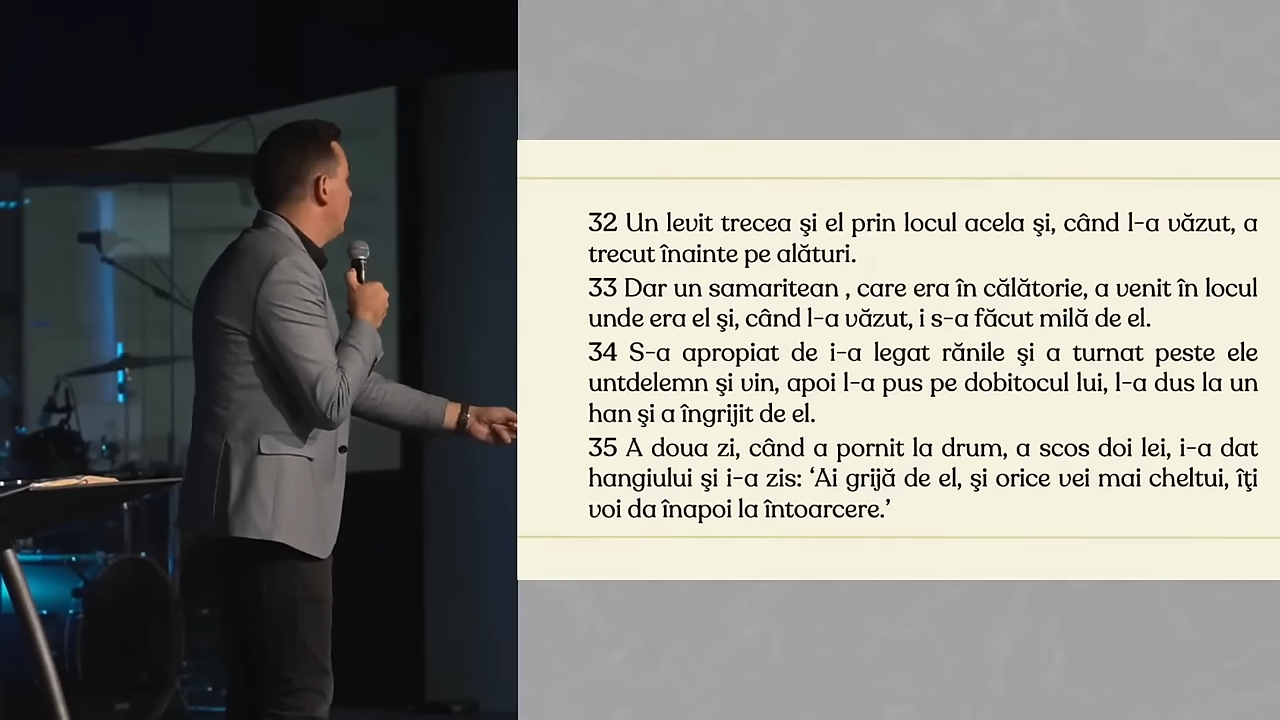 32 Un levit trecea şi el prin locul acela şi, când l-a văzut, a
trecut înainte pe alături.
33 Dar un samaritean , care era în călătorie, a venit în locul
unde era el şi, când l-a văzut, i s-a făcut milă de el.
34 S-a apropiat de i-a legat rănile şi a turnat peste ele
untdelemn şi vin, apoi l-a pus pe dobitocul lui, l-a dus la un
han şi a îngrijit de el.
35 A doua zi, când a pornit la drum, a scos doi lei, i-a dat
hangiului şi i-a zis: ‘Ai grijă de el, şi orice vei mai cheltui, îţi
voi da înapoi la întoarcere.’